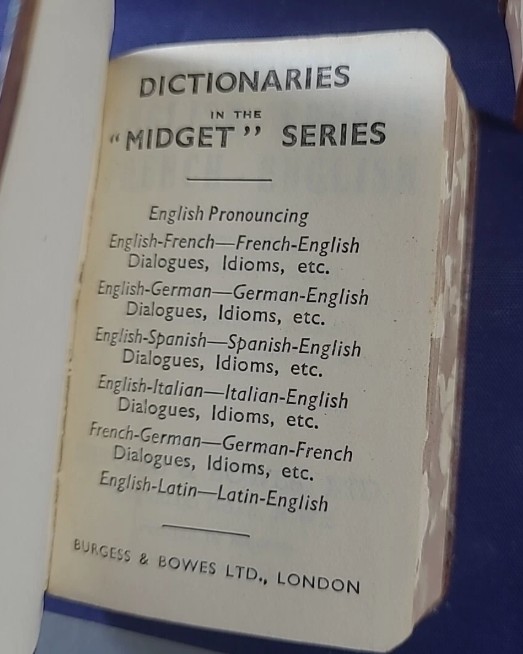 DICTIONARIES
IN THE
“MIDGET” SERIES
English Pronouncing
English-French—French-English
Dialogues, Idioms, etc.
English-German—German-English
Dialogues, Idioms, etc.
English-Spanish—Spanish-English
Dialogues, Idioms, etc.
English-Italian—Italian-English
Dialogues, Idioms, etc.
French-German—German-French
Dialogues, Idioms, etc.
English-Latin—Latin-English
BURGESS & BOWES LTD., LONDON